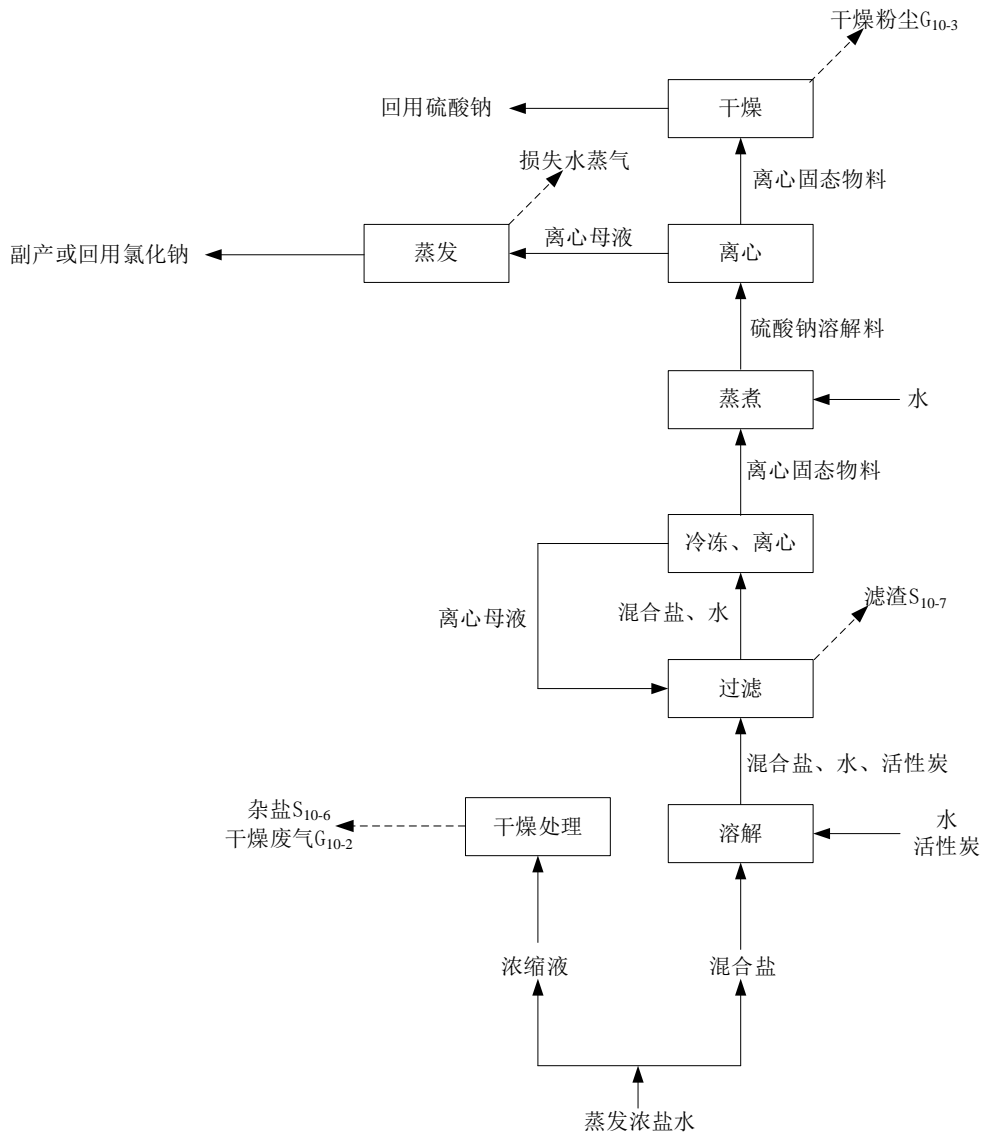 干燥粉尘G10-3
回用硫酸钠
干燥
损失水蒸气
离心固态物料
副产或回用氯化钠
蒸发
离心母液
离心
硫酸钠溶解料
蒸煮
水
离心固态物料
冷冻、离心
离心母液
混合盐、水
滤渣S10-7
过滤
混合盐、水、活性炭
杂盐S10-6
干燥废气G10-2
干燥处理
溶解
水
活性炭
浓缩液
混合盐
蒸发浓盐水